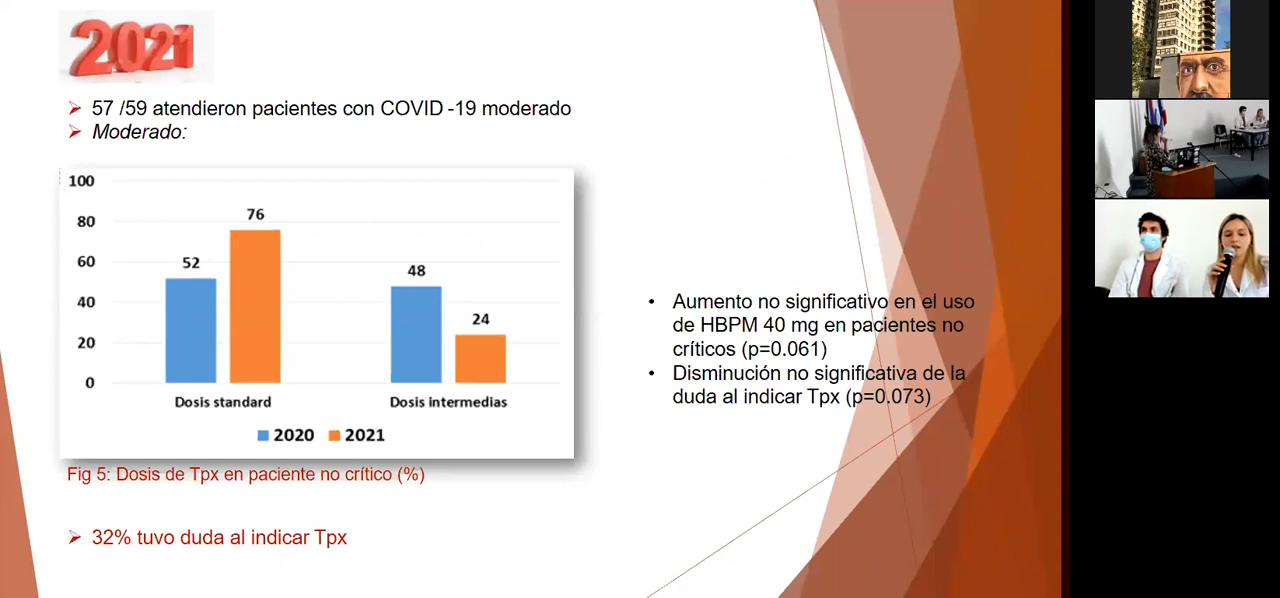 2021
➢ 57 /59 atendieron pacientes con COVID -19 moderado
➢ Moderado:
100
80
60
40
20
0
52
76
48
24
Dosis standard
Dosis intermedias
2020 2021
Fig 5: Dosis de Tpx en paciente no crítico (%)
➢ 32% tuvo duda al indicar Tpx
• Aumento no significativo en el uso
de HBPM 40 mg en pacientes no
críticos (p=0.061)
• Disminución no significativa de la
duda al indicar Tpx (p=0.073)